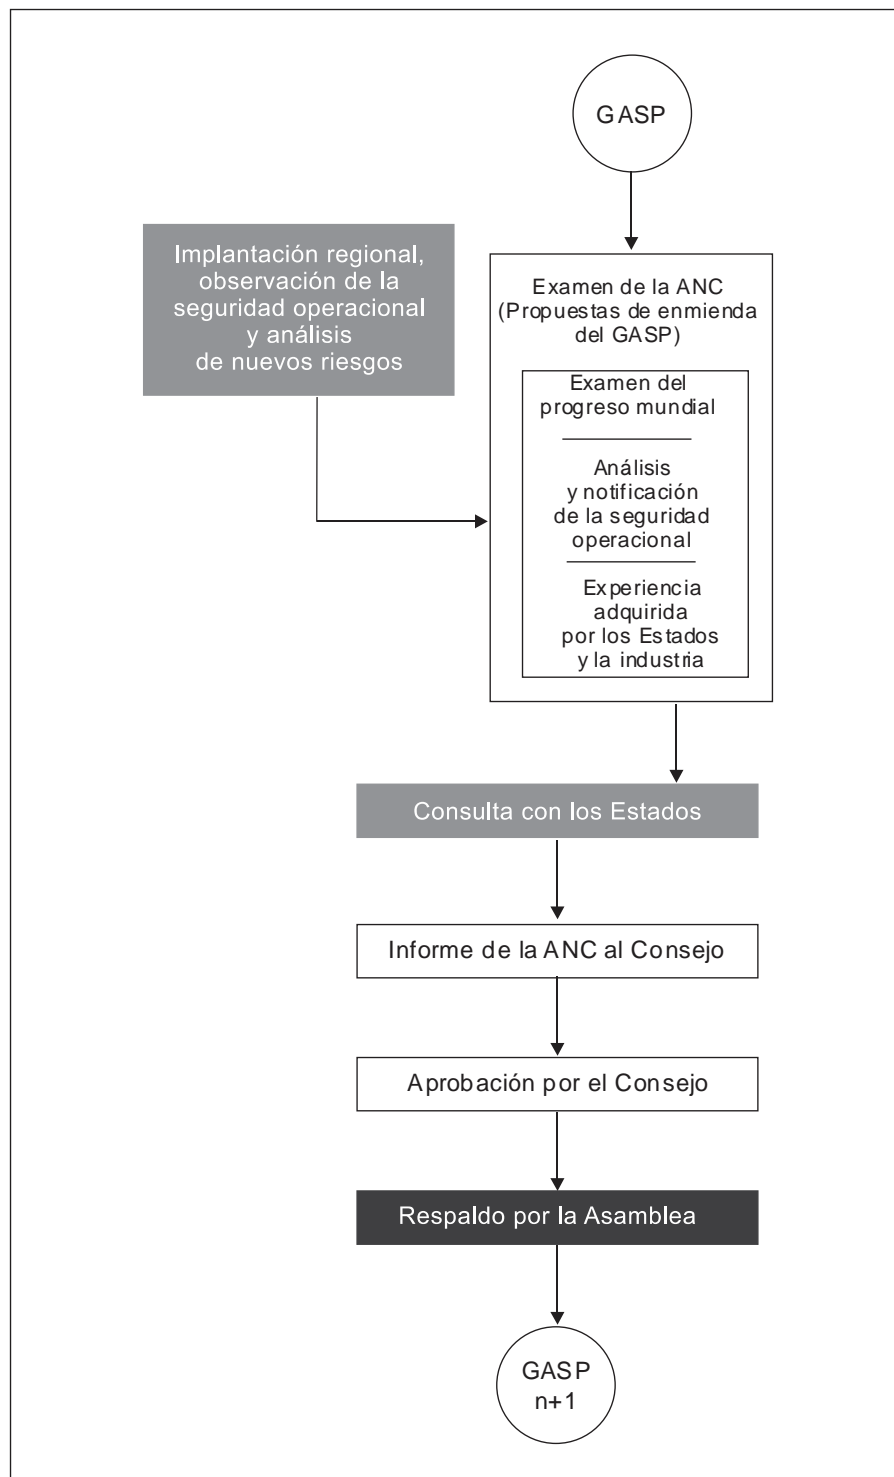 GASP
Implantación regional,
observación de la
seguridad operacional
y análisis
de nuevos riesgos
Examen de la ANC
(Propuestas de enmienda
del GASP)
Examen del
progreso mundial
Análisis
y notificación
de la seguridad
operacional
Experiencia
adquirida
por los Estados
y la industria
Consulta con los Estados
Informe de la ANC al Consejo
Aprobación por el Consejo
Respaldo por la Asamblea
GASP
n+1